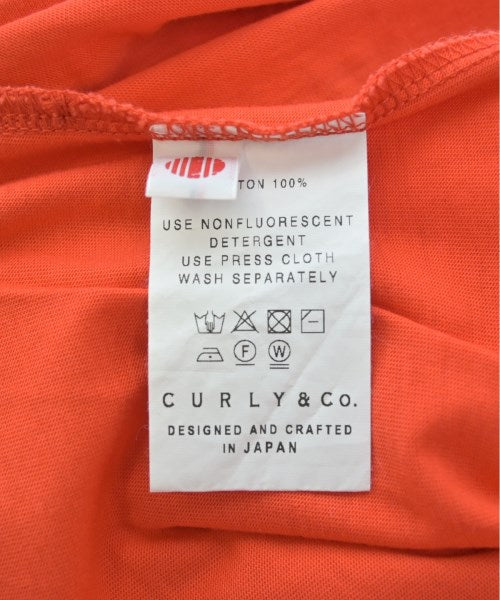 TON 100%
USE NONFLUORESCENT
DETERGENT
USE PRESS CLOTH
WASH SEPARATELY
F W
CURLY & Co.
DESIGNED AND CRAFTED
IN JAPAN